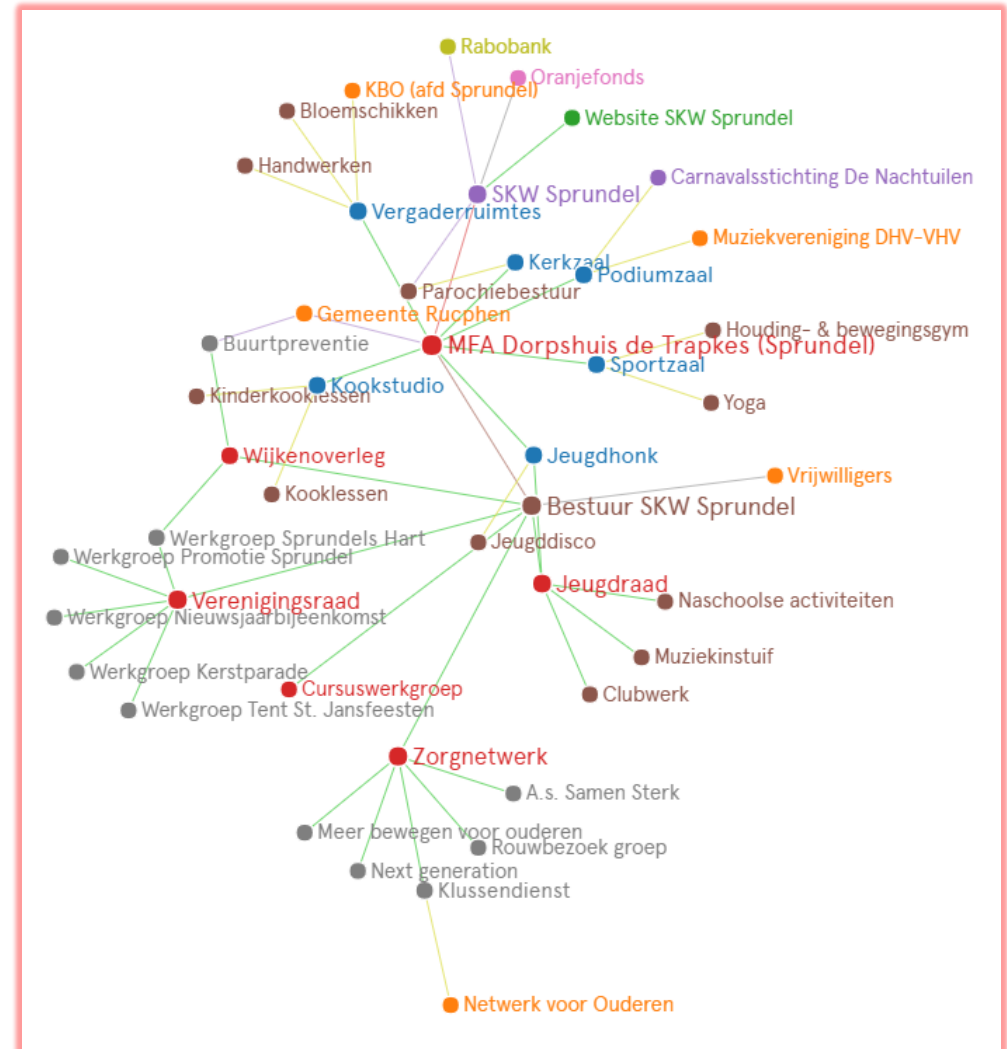 Rabobank
Oranjefonds
KBO (afd Sprundel)
Bloemschikken
Website SKW Sprundel
Handwerken
Carnavalsstichting De Nachtuilen
SKW Sprundel
Vergaderruimtes
Muziekvereniging DHV-VHV
Kerkzaal
Podiumzaal
Parochiebestuur
Gemeente Rucphen
Houding- & bewegingsgym
Buurtpreventie
MFA Dorpshuis de Trapkes (Sprundel)
Sportzaal
Kookstudio
Kinderkooklessen
Yoga
Wijkenoverleg
Jeugdhonk
Vrijwilligers
Kooklessen
Bestuur SKW Sprundel
Werkgroep Sprundels Hart
Jeugddisco
Werkgroep Promotie Sprundel
Jeugdraad
Verenigingsraad
Naschoolse activiteiten
Werkgroep Nieuwsjaarbijeenkomst
Muziekinstuif
Werkgroep Kerstparade
Cursuswerkgroep
Clubwerk
Werkgroep Tent St. Jansfeesten
Zorgnetwerk
A.s. Samen Sterk
Meer bewegen voor ouderen
Rouwbezoek groep
Next generation
Klussendienst
Netwerk voor Ouderen